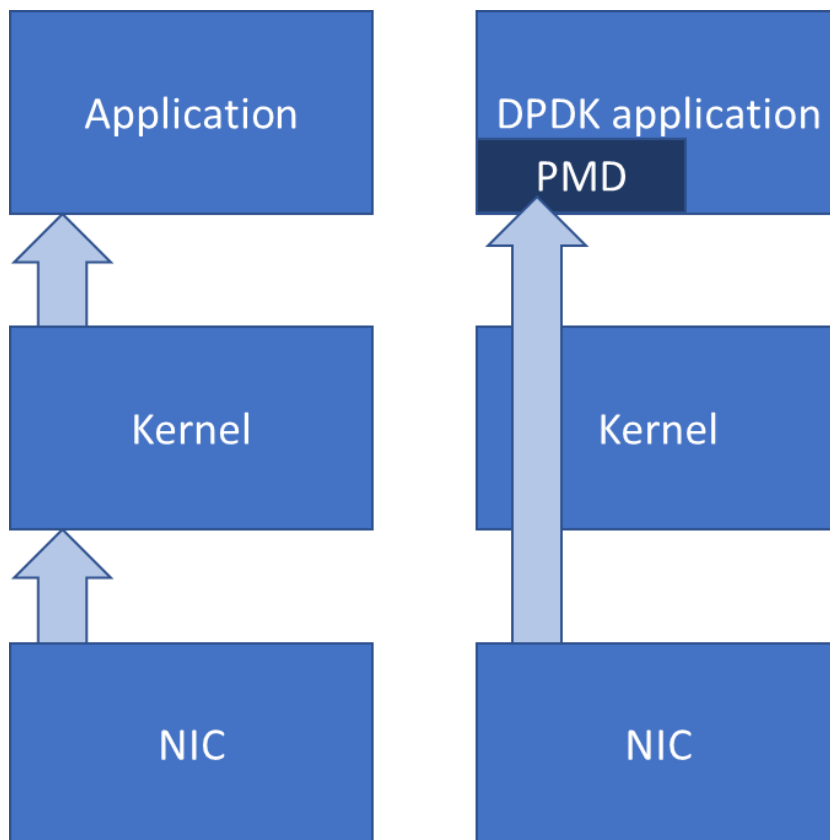 Application
Kernel
NIC
DPDK application
PMD
Kernel
NIC